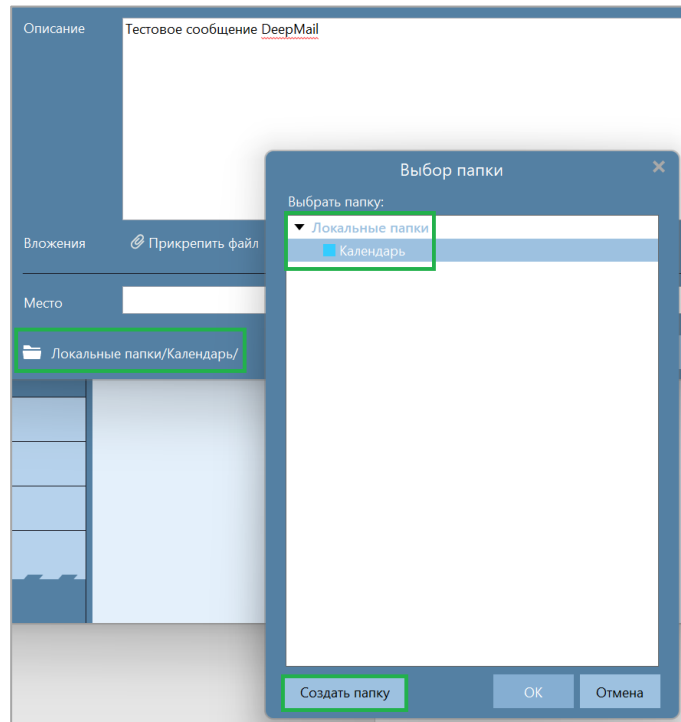 Описание
Тестовое сообщение DeepMail
Вложения
Прикрепить файл
Место
Локальные папки/Календарь/
Выбор папки
Выбрать папку:
Локальные папки
Календарь
Создать папку
ОК
Отмена